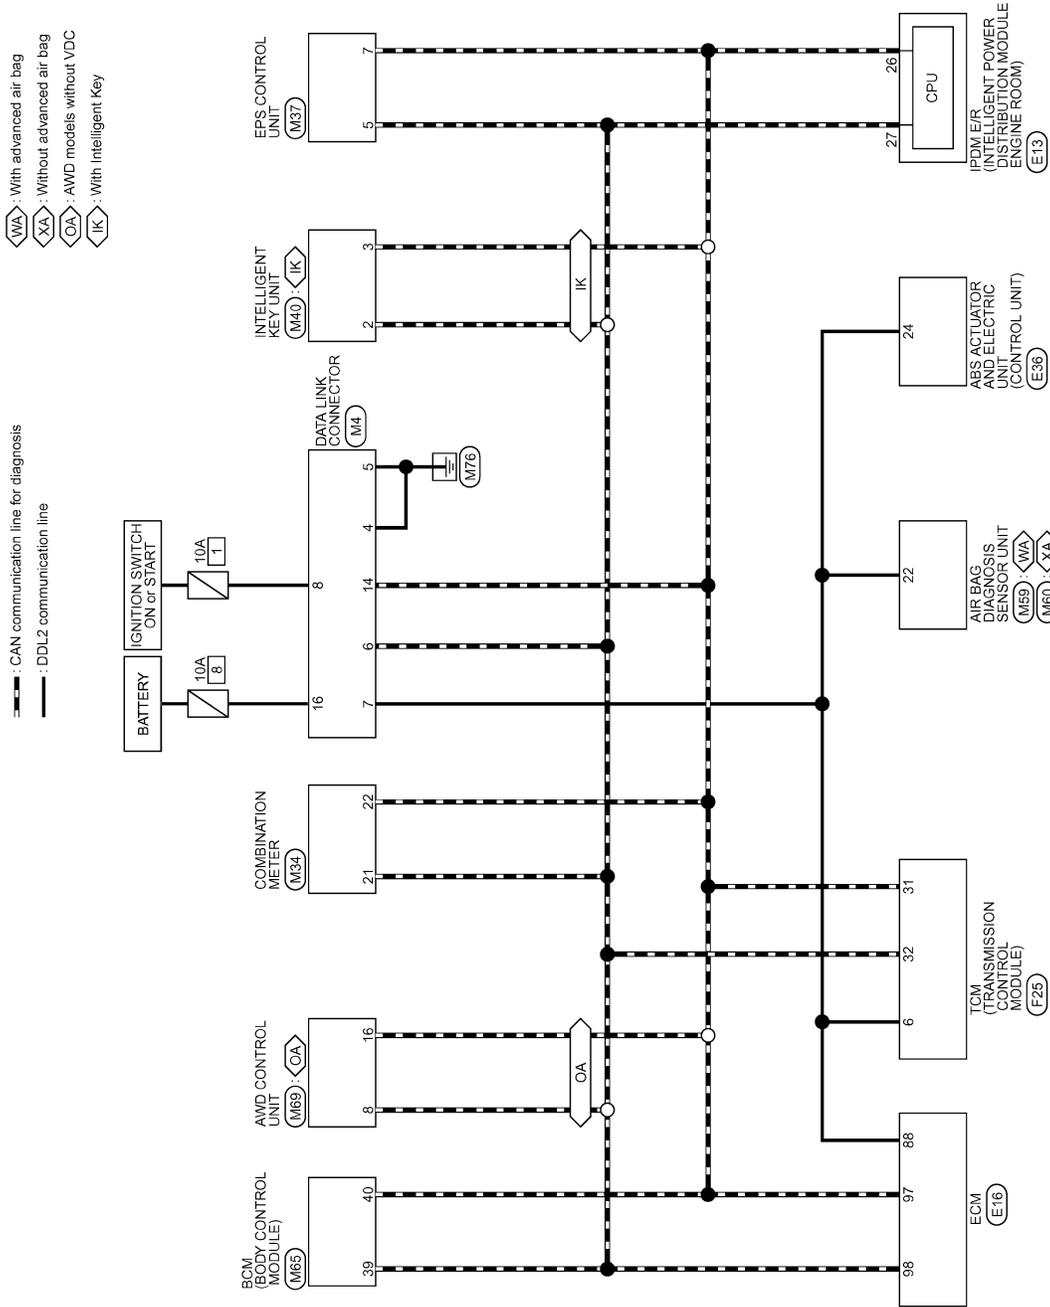 WA : With advanced air bag
XA : Without advanced air bag
OA : AWD models without VDC
IK : With Intelligent Key
: CAN communication line for diagnosis
: DDL2 communication line
BATTERY
IGNITION SWITCH
ON or START
10A
8
10A
1
BCM
(BODY CONTROL
MODULE)
M65
39
40
AWD CONTROL
UNIT
M69 : OA
8
16
COMBINATION
METER
M34
21
22
DATA LINK
CONNECTOR
M4
16
8
7
6
14
4
5
M76
INTELLIGENT
KEY UNIT
M40 : IK
2
3
EPS CONTROL
UNIT
M37
5
7
OA
IK
98
97
88
ECM
E16
6
32
31
TCM
(TRANSMISSION
CONTROL
MODULE)
F25
22
AIR BAG
DIAGNOSIS
SENSOR UNIT
M59 : WA
M60 : XA
24
ABS ACTUATOR
AND ELECTRIC
UNIT
(CONTROL UNIT)
E36
27
26
CPU
IPDM E/R
(INTELLIGENT POWER
DISTRIBUTION MODULE
ENGINE ROOM)
E13